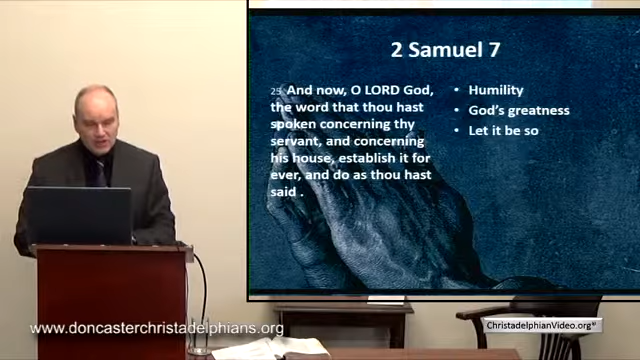 2 Samuel 7
25 And now, O LORD God,
the word that thou hast
spoken concerning thy
servant, and concerning
his house, establish it for
ever, and do as thou hast
said .
• Humility
• God's greatness
• Let it be so
www.doncasterchristadelphians.org
ChristadelphianVideo.org®